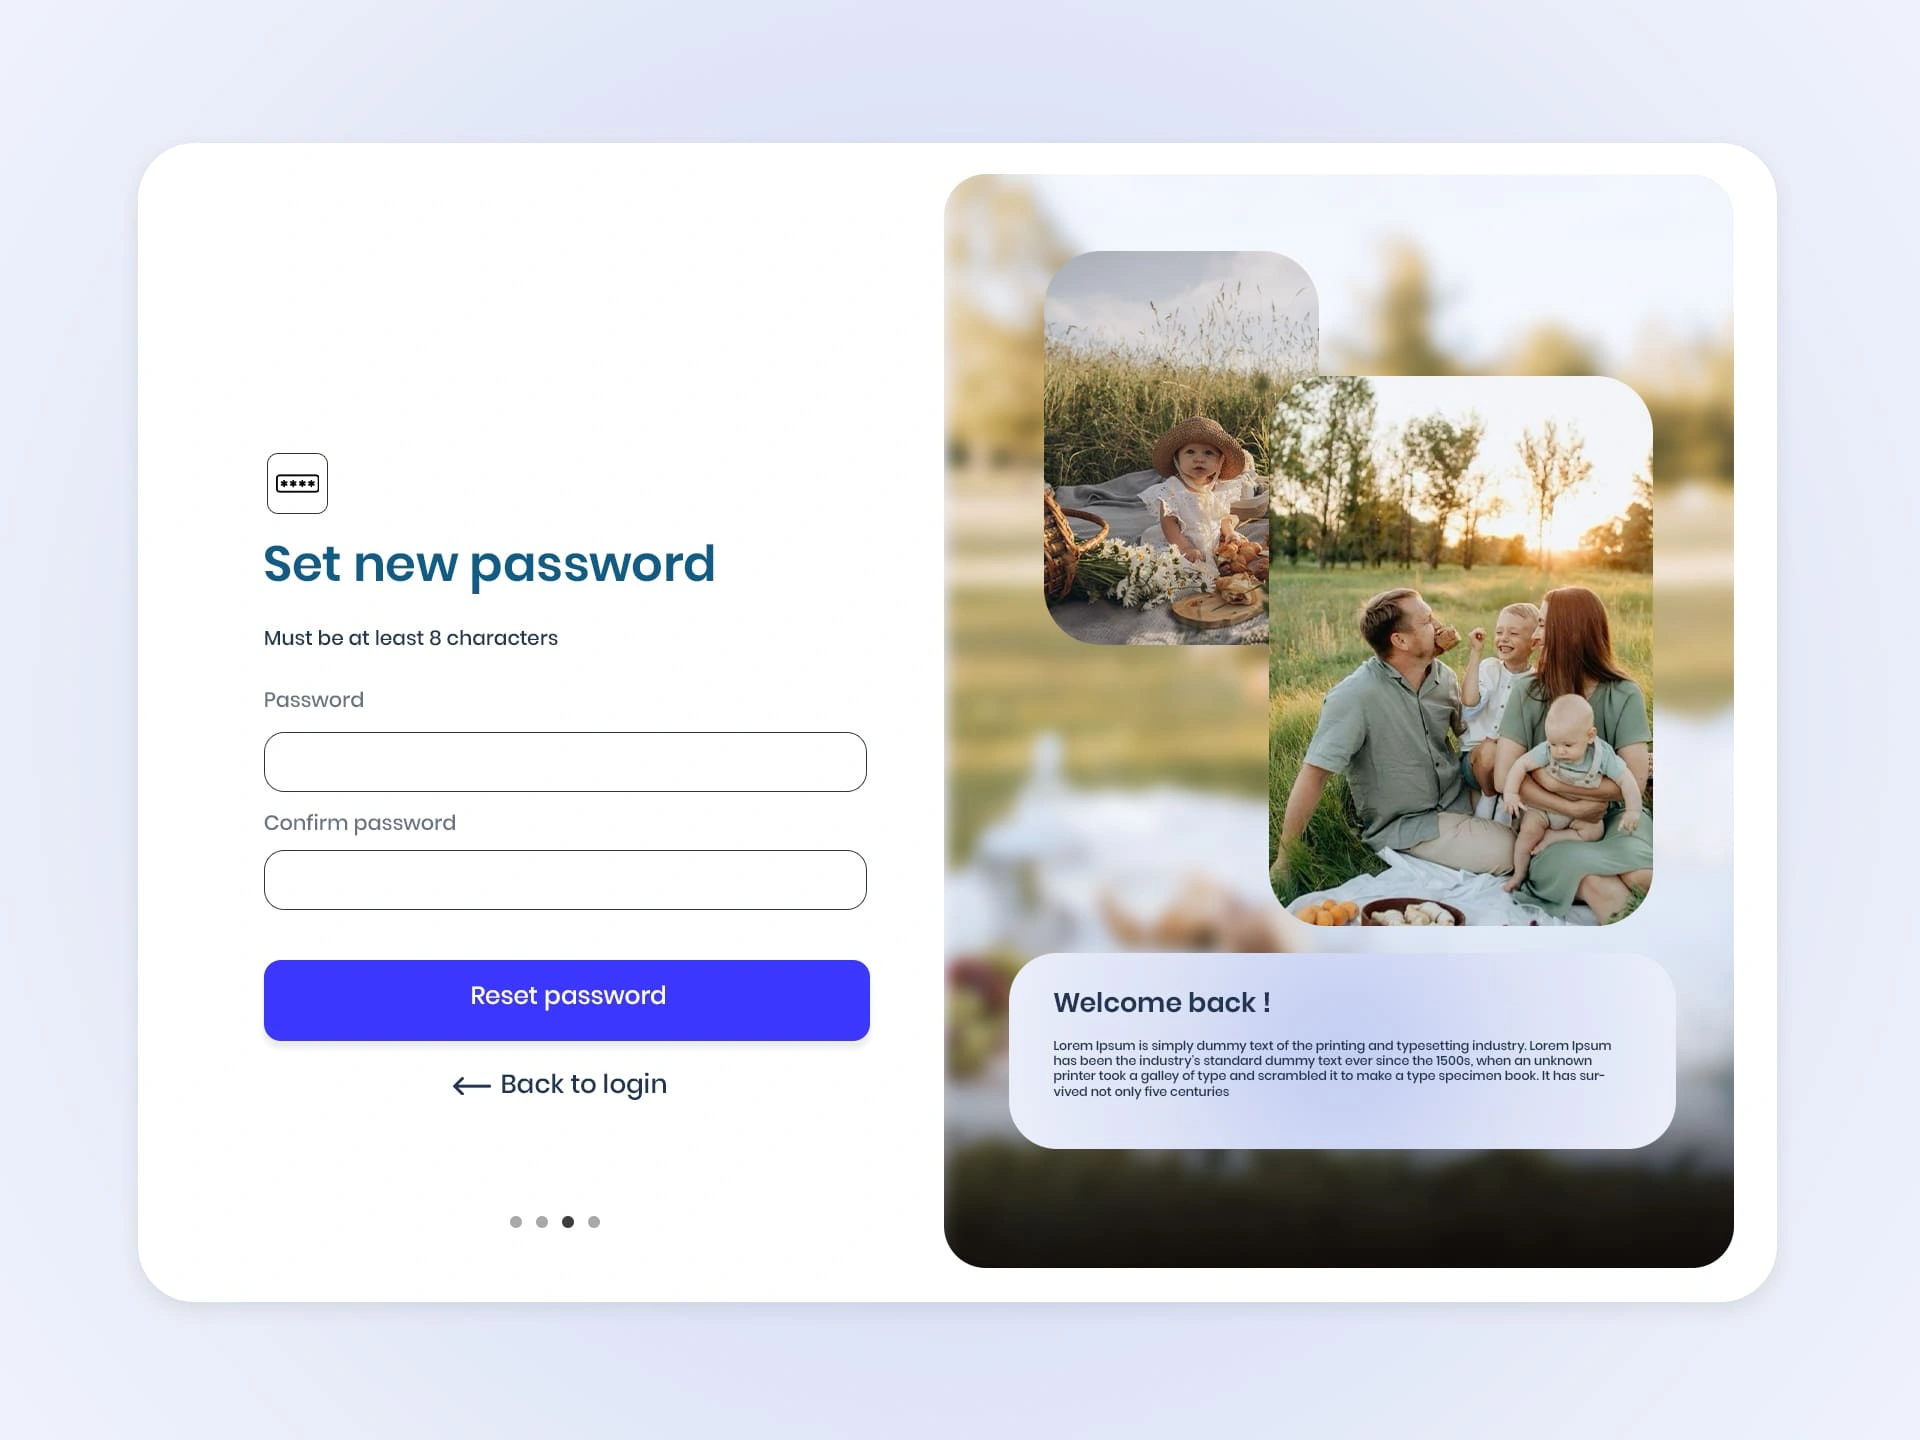 ****
Set new password
Must be at least 8 characters
Password
Confirm password
Reset password
Back to login
Welcome back !
Lorem Ipsum is simply dummy text of the printing and typesetting industry. Lorem Ipsum
has been the industry's standard dummy text ever since the 1500s, when an unknown
printer took a galley of type and scrambled it to make a type specimen book. It has sur-
vived not only five centuries